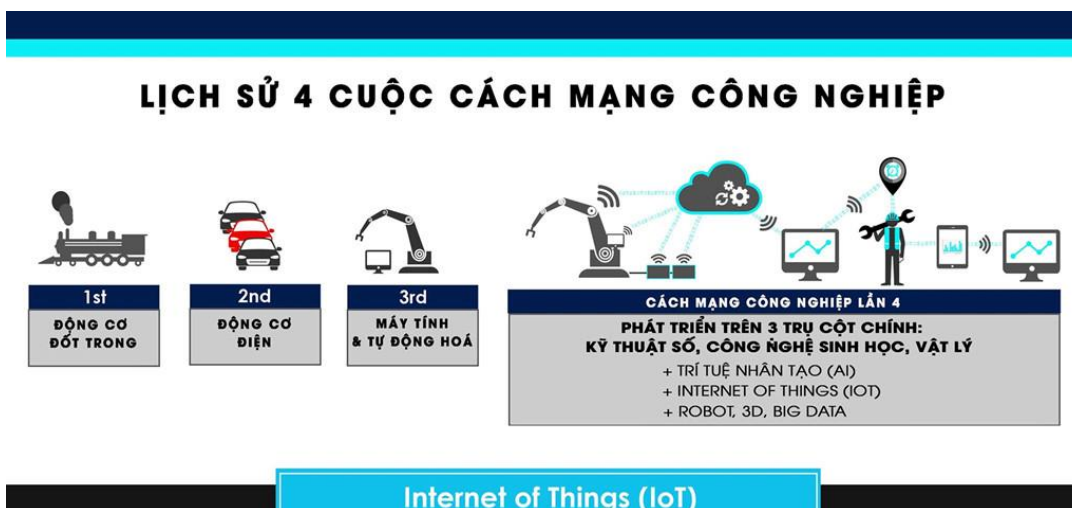 LỊCH SỬ 4 CUỘC CÁCH MẠNG CÔNG NGHIỆP
1st
ĐỘNG CƠ
ĐỐT TRONG
2nd
ĐỘNG CƠ
ĐIỆN
3rd
MÁY TÍNH
& TỰ ĐỘNG HOÁ
CÁCH MẠNG CÔNG NGHIỆP LẦN 4
PHÁT TRIỂN TRÊN 3 TRỤ CỘT CHÍNH:
KỸ THUẬT SỐ, CÔNG NGHỆ SINH HỌC, VẬT LÝ
+ TRÍ TUỆ NHÂN TẠO (AI)
+ INTERNET OF THINGS (IOT)
+ ROBOT, 3D, BIG DATA
Internet of Things (IoT)